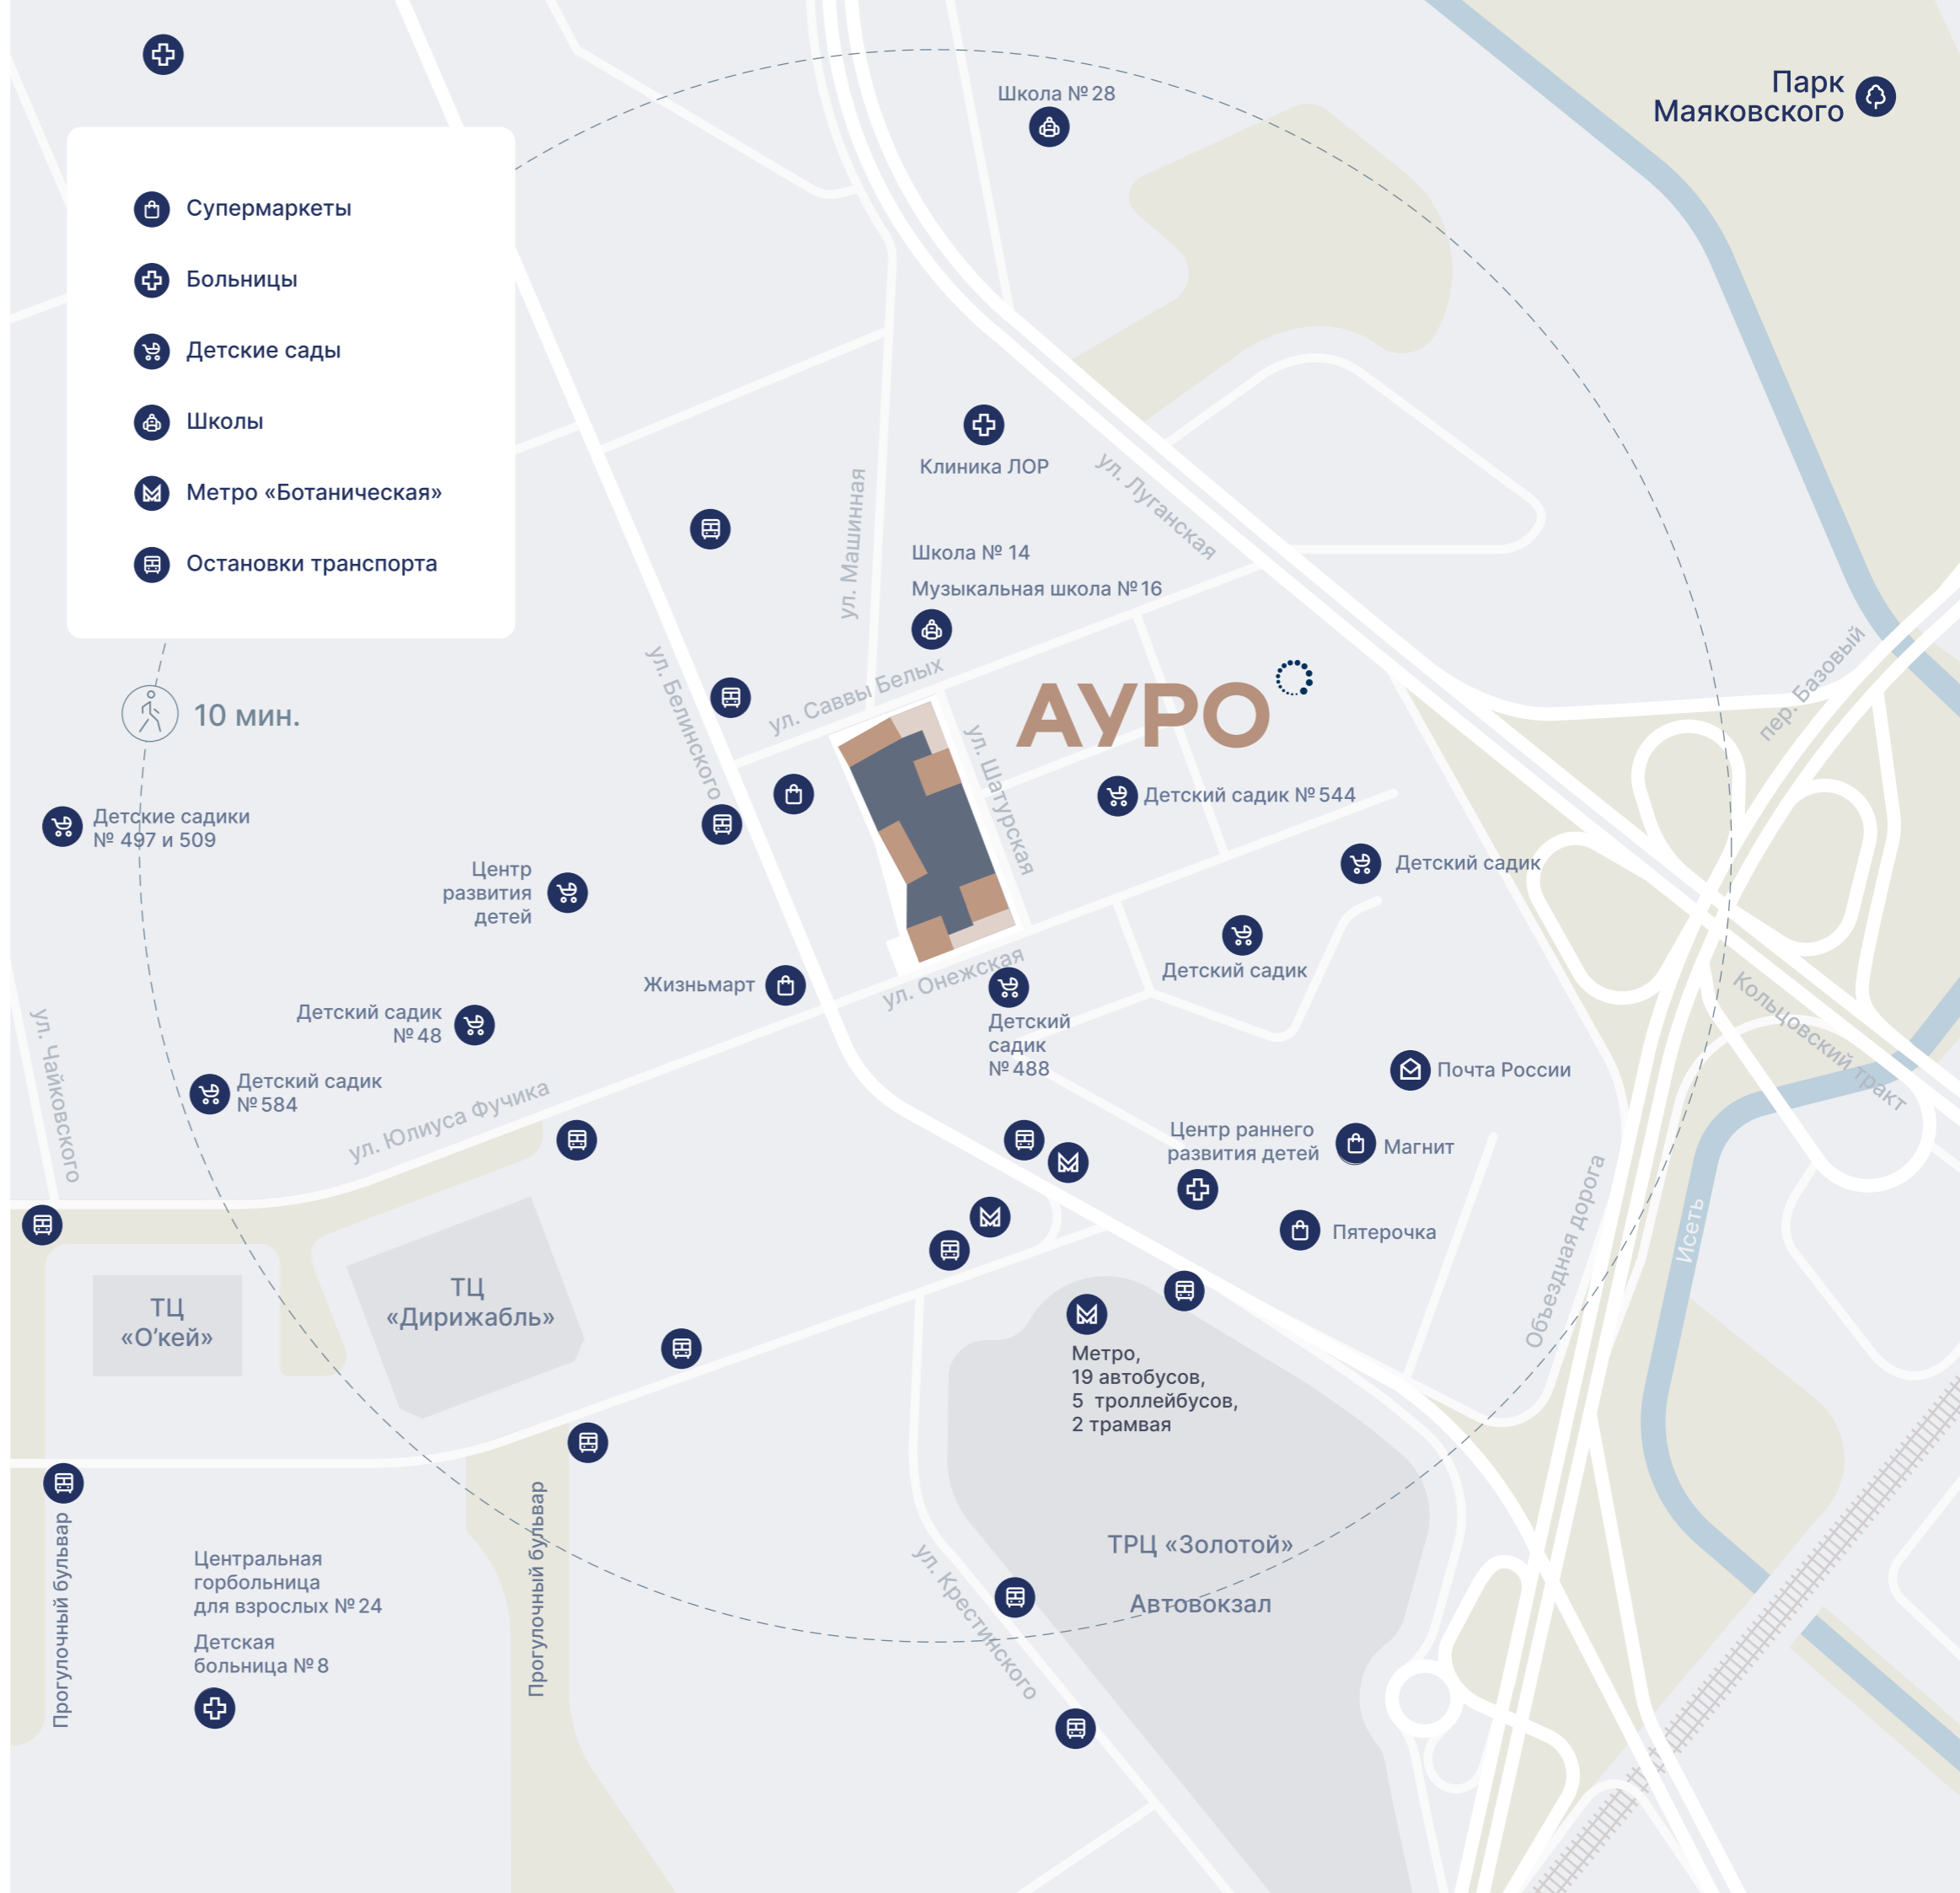 Парк
Маяковского
Школа № 28
Супермаркеты
Больницы
Детские сады
Школы
Метро «Ботаническая»
Остановки транспорта
Клиника ЛОР
ул. Луганская
ул. Машинная
Школа № 14
Музыкальная школа № 16
ул. Белинского
ул. Саввы Белых
АУРО
пер. Базовый
10 мин.
ул. Шатурская
Детский садик № 544
Детские садики
№ 497 и 509
Центр
развития
детей
Детский садик
Детский садик
Жизньмарт
ул. Онежская
Кольцовский тракт
Детский садик
№ 48
Детский
садик
№ 488
ул. Чайковского
Детский садик
№ 584
ул. Юлиуса Фучика
Почта России
Центр раннего
развития детей
Магнит
Пятерочка
Объездная дорога
Исеть
ТЦ
«О’кей»
ТЦ
«Дирижабль»
Метро,
19 автобусов,
5 троллейбусов,
2 трамвая
Прогулочный бульвар
Прогулочный бульвар
Центральная
горбольница
для взрослых № 24
Детская
больница № 8
ул. Крестинского
ТРЦ «Золотой»
Автовокзал